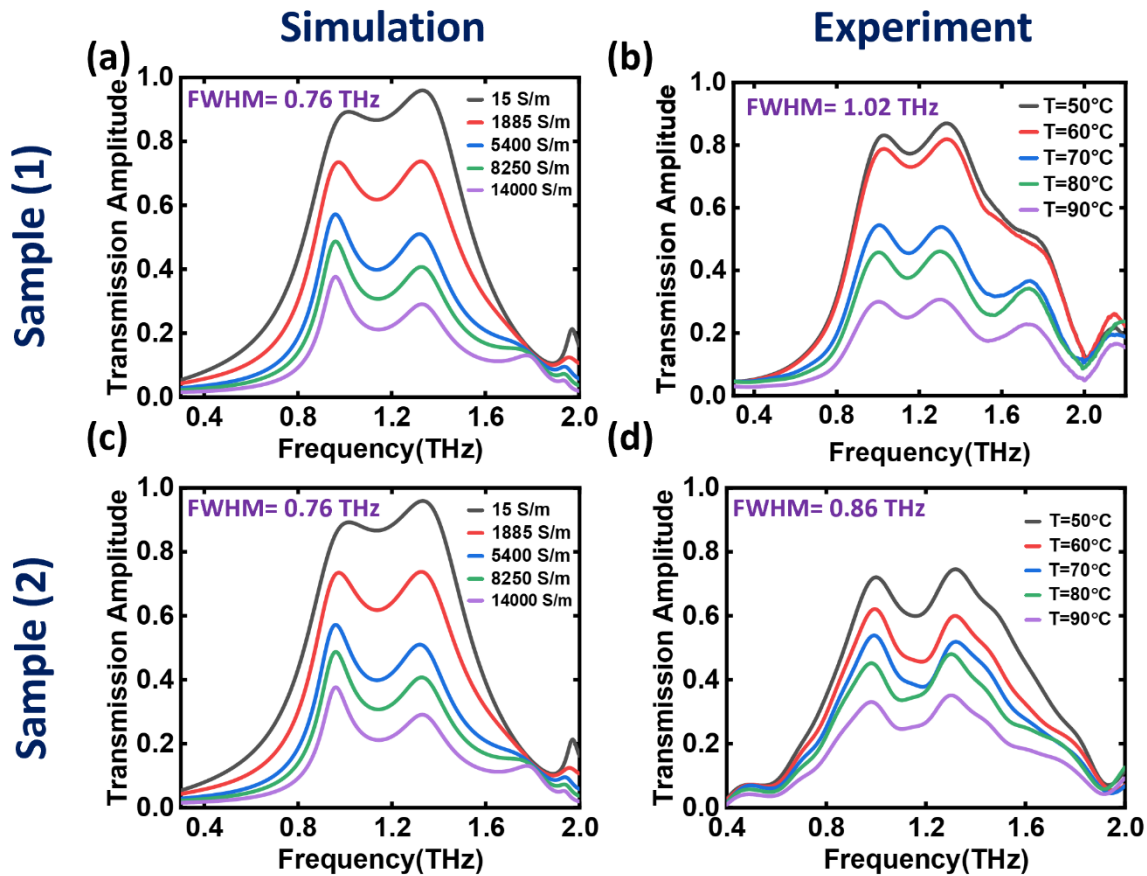 Simulation
Experiment
Sample (1)
(a)
Transmission Amplitude
1.0
0.8
0.6
0.4
0.2
0.0
FWHM= 0.76 THz
15 S/m
1885 S/m
5400 S/m
8250 S/m
14000 S/m
0.4 0.8 1.2 1.6 2.0
Frequency(THz)
(b)
Transmission Amplitude
1.0
0.8
0.6
0.4
0.2
0.0
FWHM= 1.02 THz
T=50°C
T=60°C
T=70°C
T=80°C
T=90°C
0.4 0.8 1.2 1.6 2.0
Frequency(THz)
Sample (2)
(c)
Transmission Amplitude
1.0
0.8
0.6
0.4
0.2
0.0
FWHM= 0.76 THz
15 S/m
1885 S/m
5400 S/m
8250 S/m
14000 S/m
0.4 0.8 1.2 1.6 2.0
Frequency(THz)
(d)
Transmission Amplitude
1.0
0.8
0.6
0.4
0.2
0.0
FWHM= 0.86 THz
T=50°C
T=60°C
T=70°C
T=80°C
T=90°C
0.4 0.8 1.2 1.6 2.0
Frequency(THz)